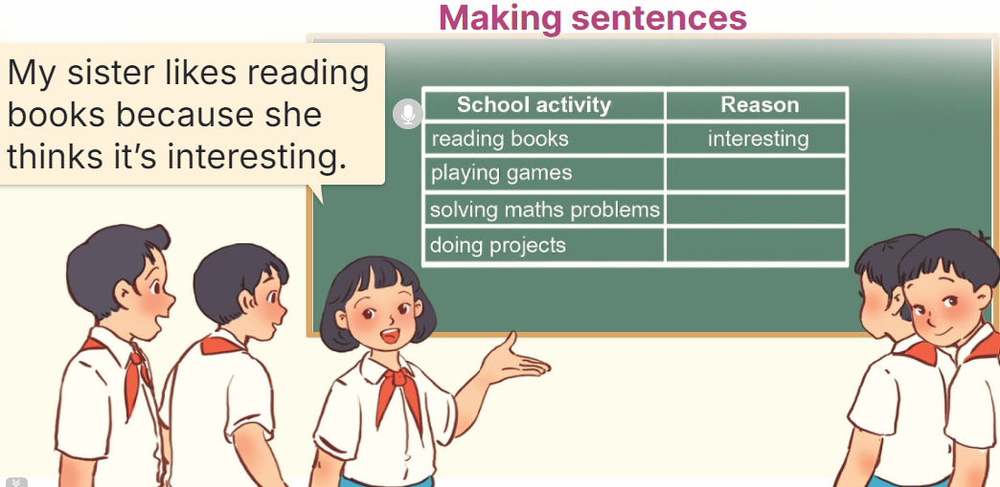 Making sentences
My sister likes reading
books because she
thinks it’s interesting.
School activity Reason
reading books interesting
playing games
solving maths problems
doing projects